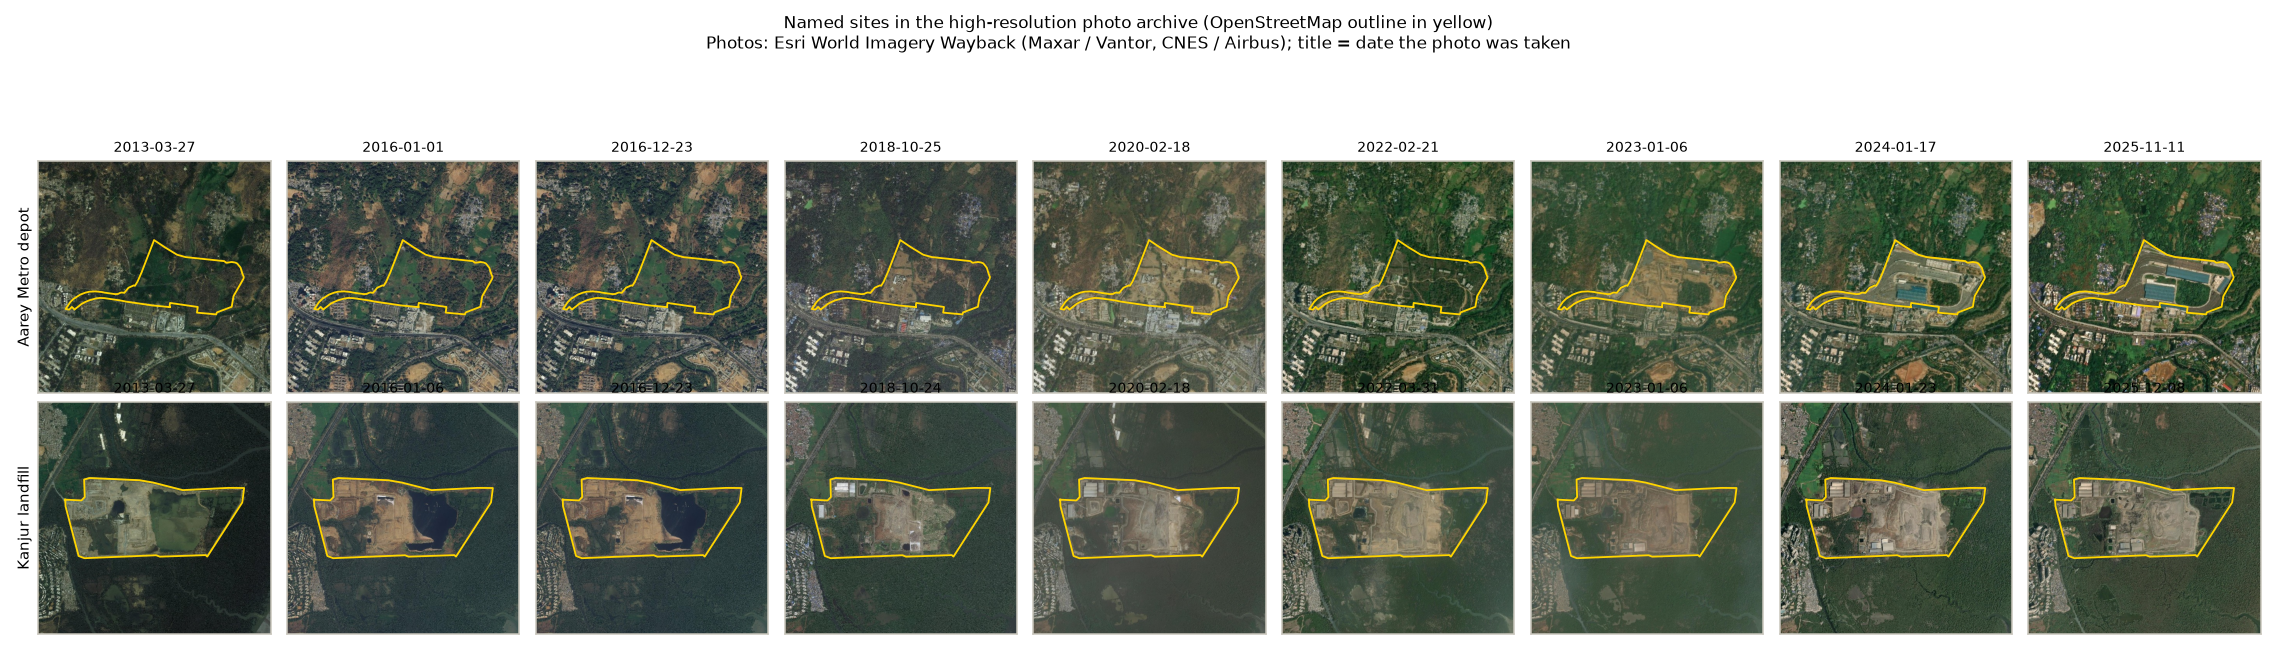 Named sites in the high-resolution photo archive (OpenStreetMap outline in yellow)
Photos: Esri World Imagery Wayback (Maxar / Vantor, CNES / Airbus); title = date the photo was taken
2013-03-27 2016-01-01 2016-12-23 2018-10-25 2020-02-18 2022-02-21 2023-01-06 2024-01-17 2025-11-11
Aarey Metro depot
2013-03-27 2016-01-06 2016-12-23 2018-10-24 2020-02-18 2022-03-31 2023-01-06 2024-01-23 2025-12-08
Kanjur landfill